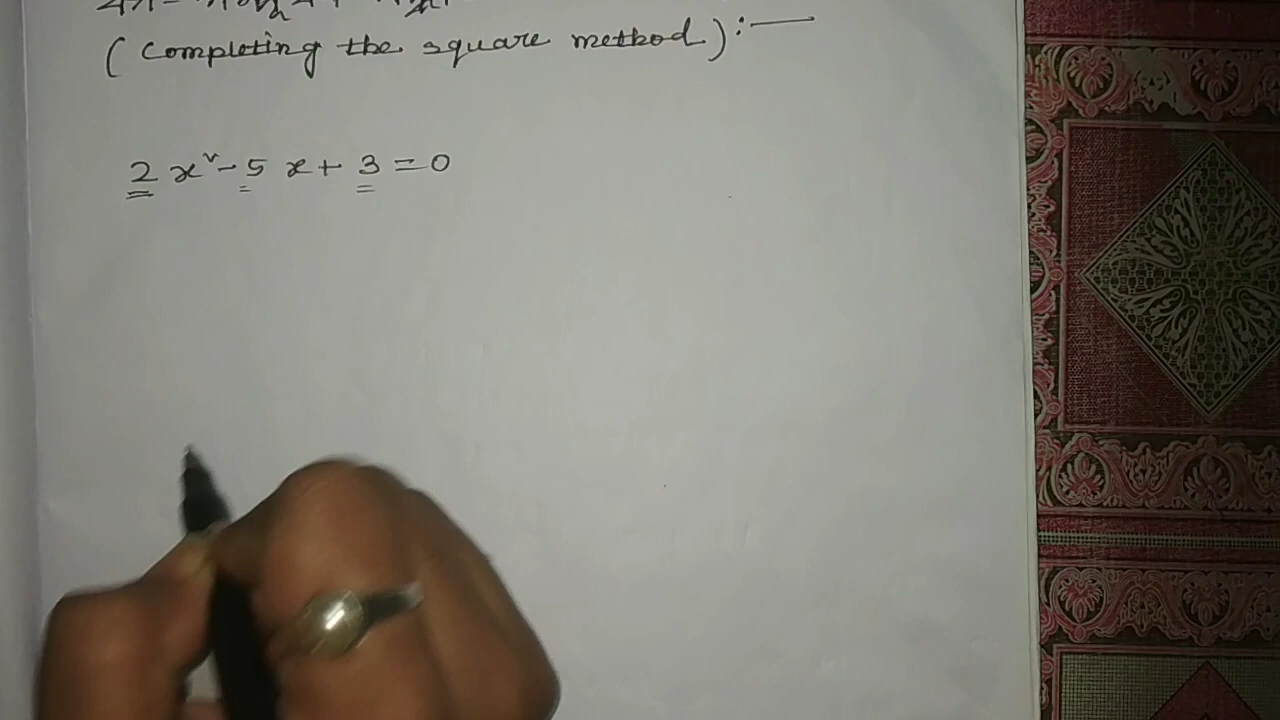 (Completing the square method):—
2x² - 5x + 3 = 0